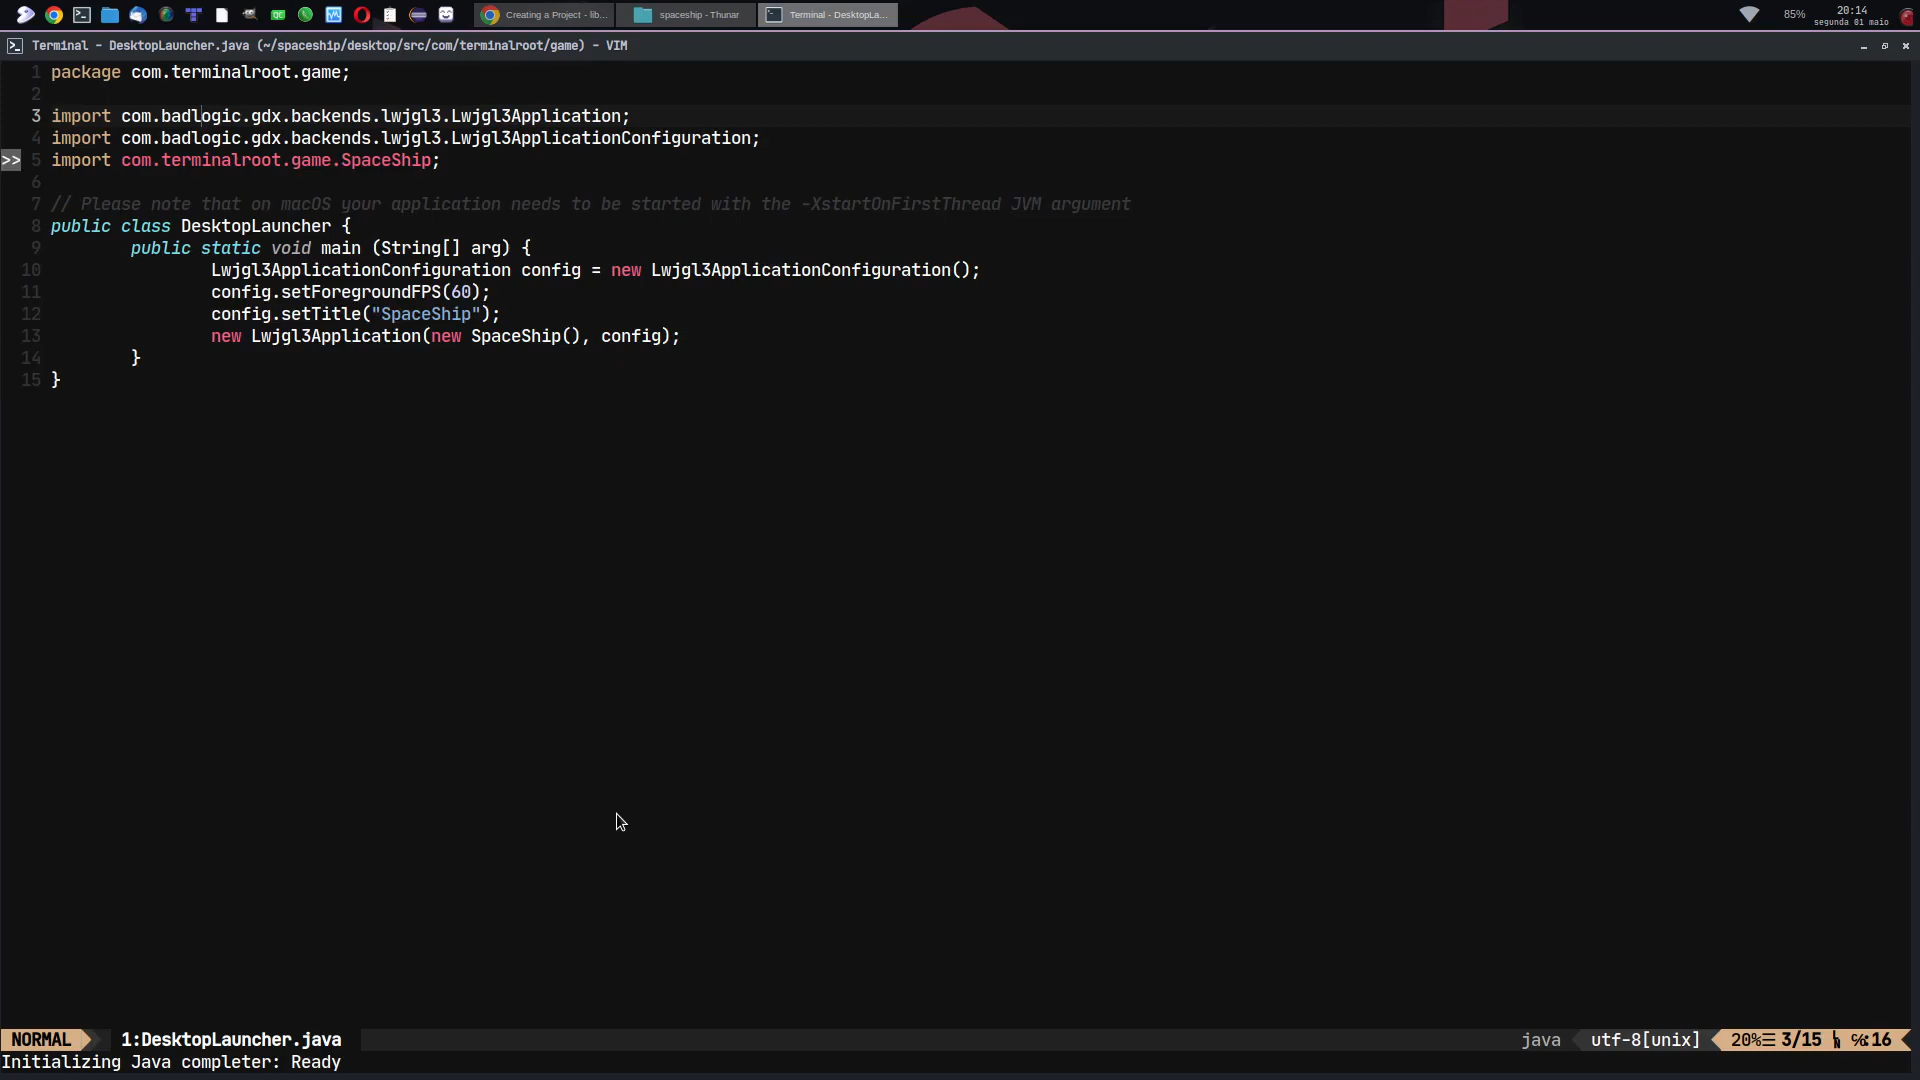 Creating a Project - lib...
spaceship - Thunar
Terminal - DesktopLa...
85%
20:14
segunda 01 maio
Terminal - DesktopLauncher.java (~/spaceship/desktop/src/com/terminalroot/game) - VIM
1 package com.terminalroot.game;
2
3 import com.badlogic.gdx.backends.lwjgl3.Lwjgl3Application;
4 import com.badlogic.gdx.backends.lwjgl3.Lwjgl3ApplicationConfiguration;
>> 5 import com.terminalroot.game.SpaceShip;
6
7 // Please note that on macOS your application needs to be started with the -XstartOnFirstThread JVM argument
8 public class DesktopLauncher {
9 public static void main (String[] arg) {
10 Lwjgl3ApplicationConfiguration config = new Lwjgl3ApplicationConfiguration();
11 config.setForegroundFPS(60);
12 config.setTitle("SpaceShip");
13 new Lwjgl3Application(new SpaceShip(), config);
14 }
15 }
NORMAL 1:DesktopLauncher.java java utf-8[unix] 20%☰ 3/15 ㏑ ℅:16
Initializing Java completer: Ready